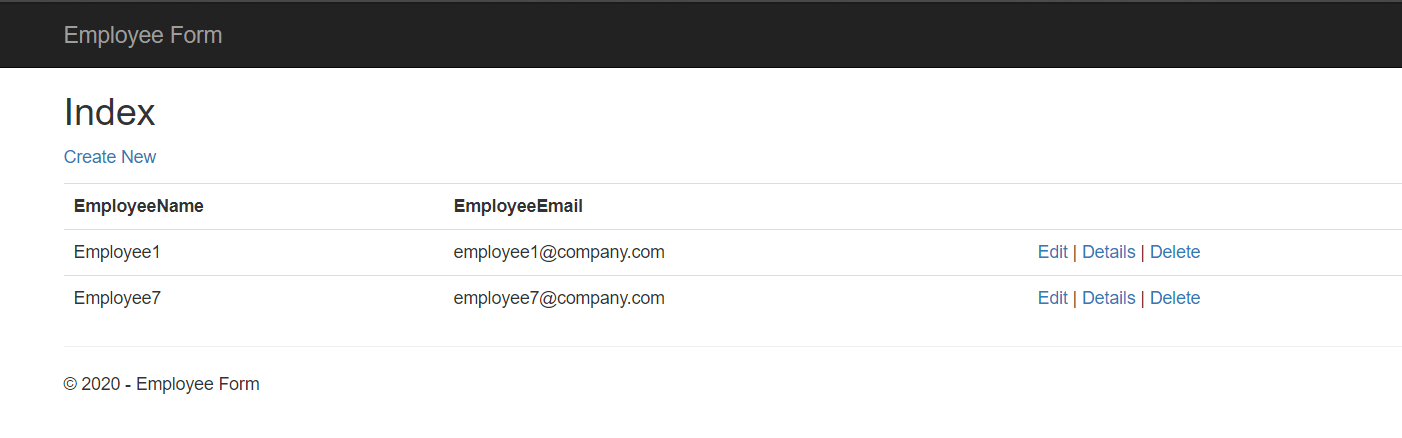 Employee Form
Index
Create New
EmployeeName EmployeeEmail
Employee1 employee1@company.com Edit | Details | Delete
Employee7 employee7@company.com Edit | Details | Delete
© 2020 - Employee Form